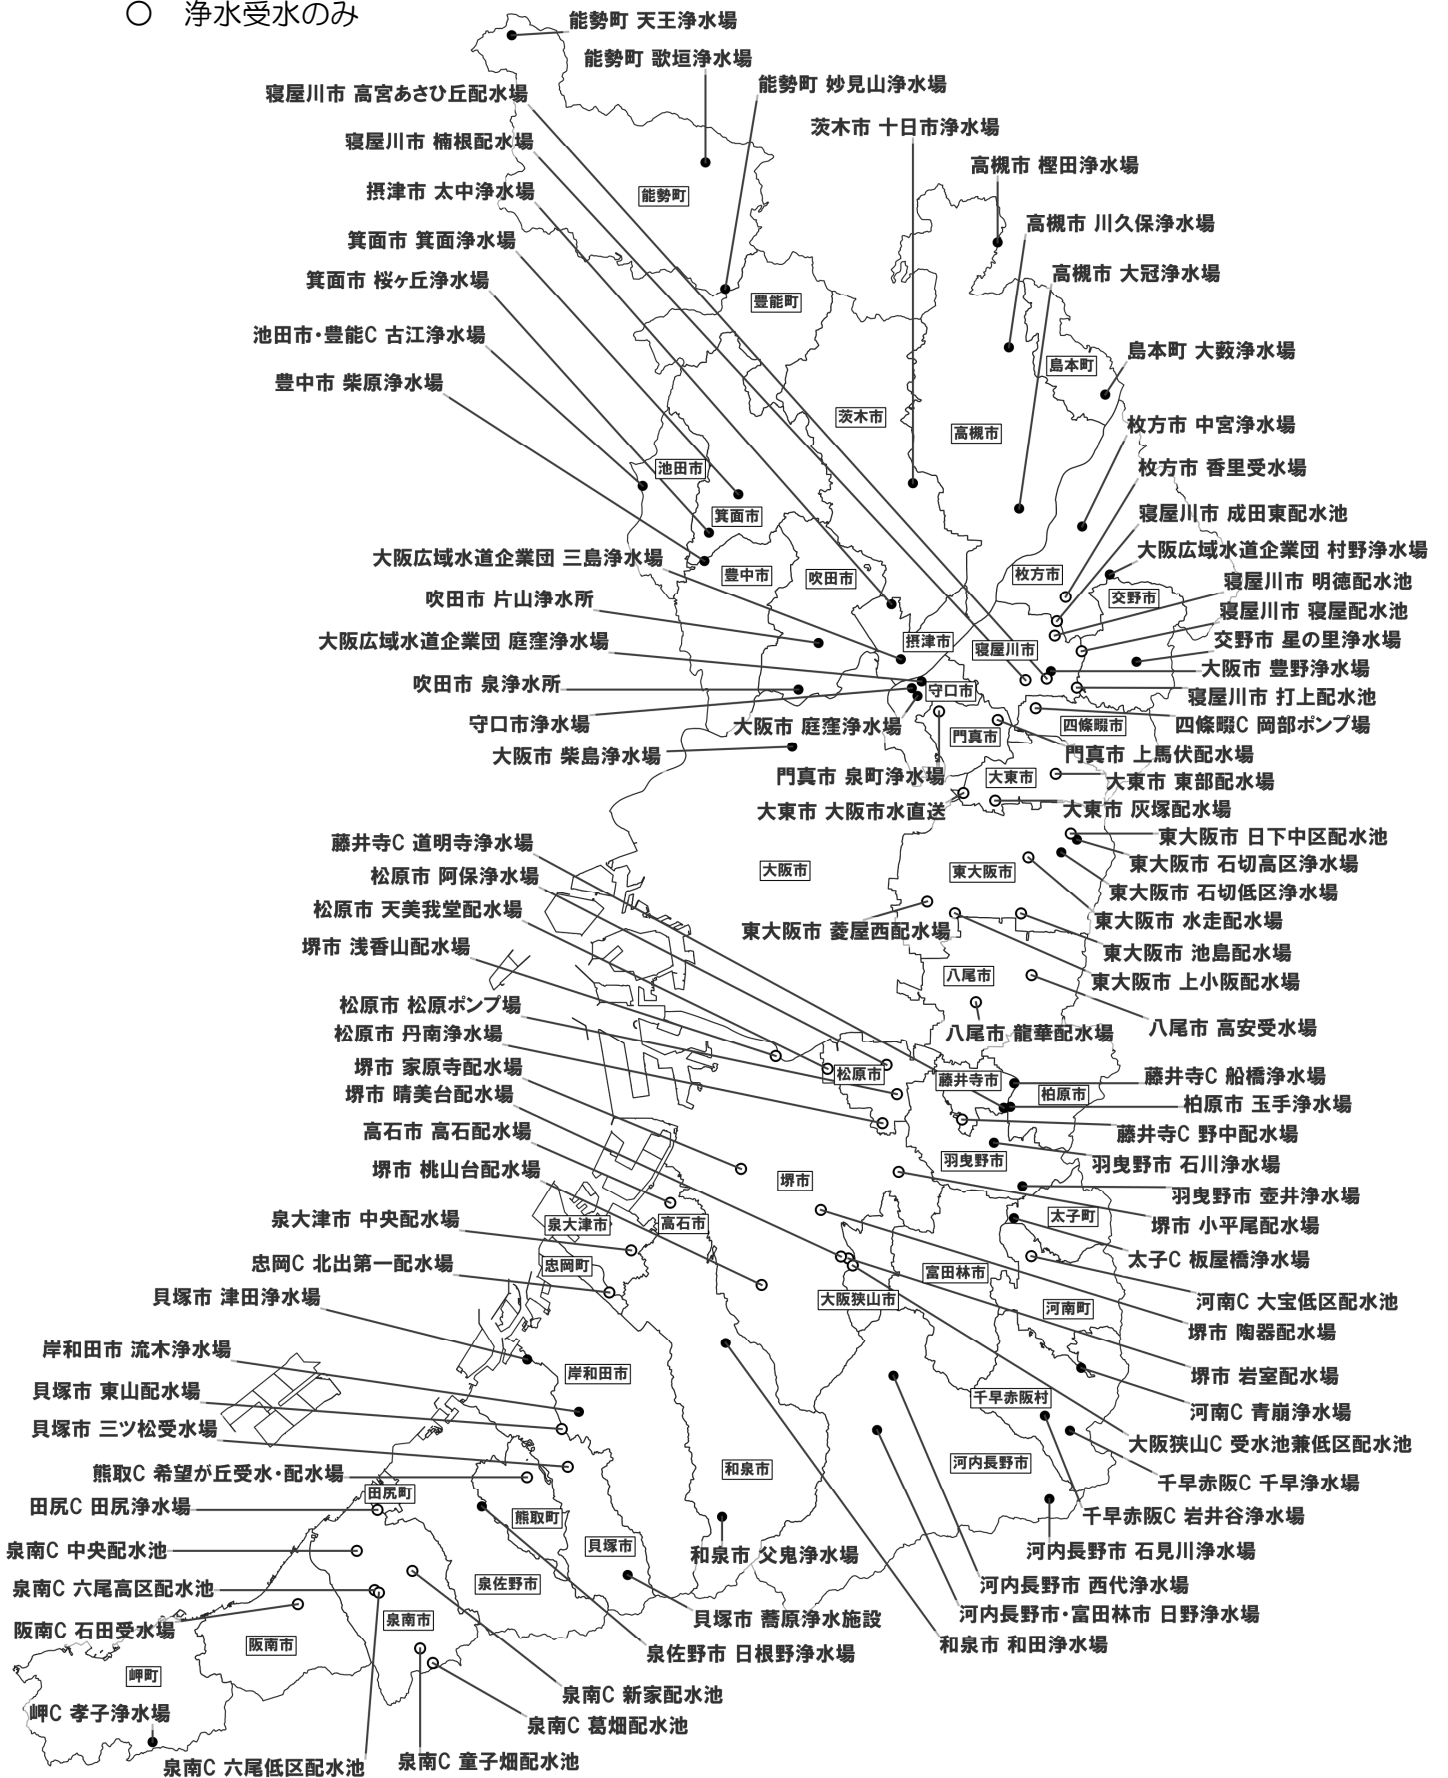 ○ 浄水受水のみ
能勢町 天王浄水場
能勢町 歌垣浄水場
能勢町 妙見山浄水場
寝屋川市 高宮あさひ丘配水場
茨木市 十日市浄水場
寝屋川市 楠根配水場
高槻市 樫田浄水場
摂津市 太中浄水場
能勢町
高槻市 川久保浄水場
箕面市 箕面浄水場
高槻市 大冠浄水場
箕面市 桜ヶ丘浄水場
豊能町
池田市・豊能C 古江浄水場
島本町 大薮浄水場
島本町
豊中市 柴原浄水場
茨木市
高槻市
枚方市 中宮浄水場
池田市
枚方市 香里受水場
箕面市
寝屋川市 成田東配水池
大阪広域水道企業団 三島浄水場
大阪広域水道企業団 村野浄水場
豊中市
吹田市
枚方市
寝屋川市 明徳配水池
交野市
吹田市 片山浄水所
寝屋川市 寝屋配水池
大阪広域水道企業団 庭窪浄水場
摂津市
寝屋川市
交野市 星の里浄水場
大阪市 豊野浄水場
吹田市 泉浄水所
守口市
寝屋川市 打上配水池
守口市浄水場
大阪市 庭窪浄水場
四條畷市
四條畷C 岡部ポンプ場
門真市
大阪市 柴島浄水場
門真市 上馬伏配水場
門真市 泉町浄水場
大東市
大東市 東部配水場
大東市 大阪市水直送
大東市 灰塚配水場
東大阪市 日下中区配水池
藤井寺C 道明寺浄水場
東大阪市 石切高区浄水場
大阪市
東大阪市
松原市 阿保浄水場
東大阪市 石切低区浄水場
松原市 天美我堂配水場
東大阪市 水走配水場
東大阪市 菱屋西配水場
堺市 浅香山配水場
東大阪市 池島配水場
八尾市
東大阪市 上小阪配水場
松原市 松原ポンプ場
八尾市 高安受水場
松原市 丹南浄水場
八尾市 龍華配水場
堺市 家原寺配水場
松原市
藤井寺市
藤井寺C 船橋浄水場
堺市 晴美台配水場
柏原市
柏原市 玉手浄水場
高石市 高石配水場
藤井寺C 野中配水場
堺市 桃山台配水場
羽曳野市
羽曳野市 石川浄水場
堺市
羽曳野市 壺井浄水場
泉大津市 中央配水場
泉大津市
高石市
太子町
堺市 小平尾配水場
忠岡C 北出第一配水場
忠岡町
太子C 板屋橋浄水場
富田林市
貝塚市 津田浄水場
大阪狭山市
河南C 大宝低区配水池
河南町
堺市 陶器配水場
岸和田市 流木浄水場
岸和田市
堺市 岩室配水場
貝塚市 東山配水場
千早赤阪村
河南C 青崩浄水場
貝塚市 三ツ松受水場
大阪狭山C 受水池兼低区配水池
熊取C 希望が丘受水・配水場
和泉市
河内長野市
千早赤阪C 千早浄水場
田尻町
田尻C 田尻浄水場
熊取町
千早赤阪C 岩井谷浄水場
泉南C 中央配水池
貝塚市
和泉市 父鬼浄水場
河内長野市 石見川浄水場
泉南C 六尾高区配水池
泉佐野市
河内長野市 西代浄水場
阪南C 石田受水場
泉南市
貝塚市 蕎原浄水施設
河内長野市・富田林市 日野浄水場
阪南市
泉佐野市 日根野浄水場
和泉市 和田浄水場
岬町
泉南C 新家配水池
岬C 孝子浄水場
泉南C 葛畑配水池
泉南C 六尾低区配水池
泉南C 童子畑配水池